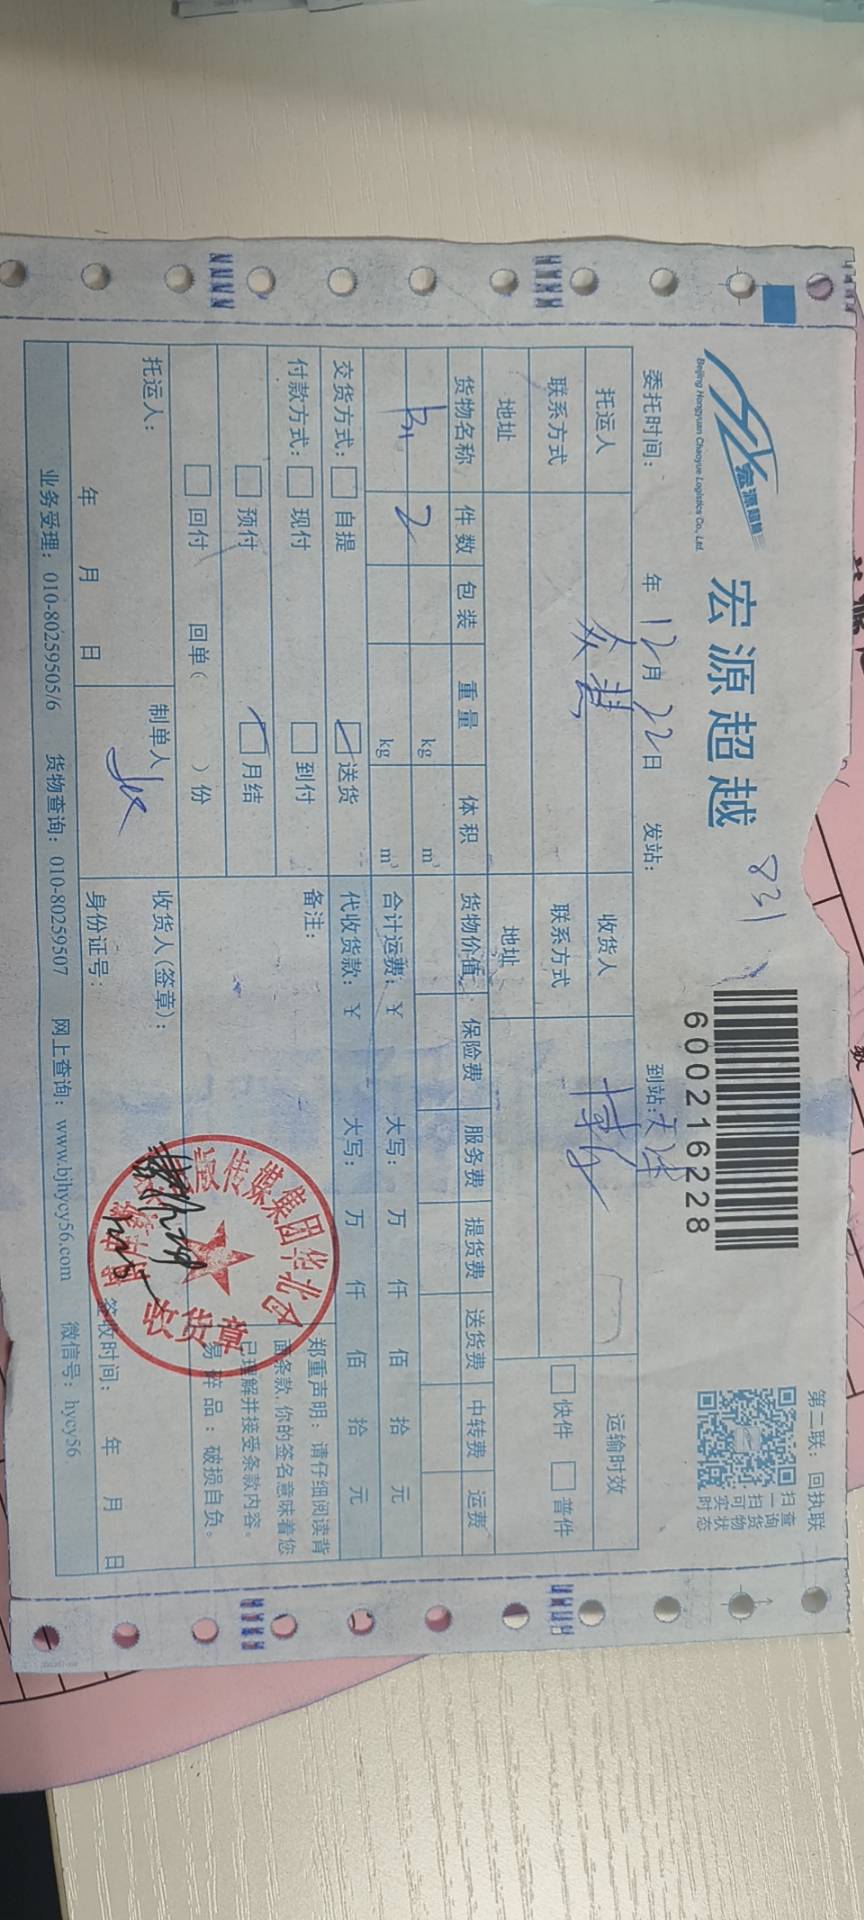 宏源超越
Beijing Hongyuan Chaoyue Logistics Co., Ltd.
宏源超越
831
600216228
第二联：回执联
扫一扫
查询货物实时状态
委托时间： 年 12月 22日 发站： 到站：天津
托运人 收货人 运输时效
联系方式 联系方式 快件 普件
地址 地址
货物名称 件数 包装 重量 体积 货物价值 保险费 服务费 提货费 送货费 中转费 运费
2 kg m³
kg m³ 合计运费：¥ 大写： 万 仟 佰 拾 元
交货方式： 自提 送货 代收货款：¥ 大写： 万 仟 佰 拾 元
付款方式： 现付 到付 备注：
预付 月结
回付 回单（ ）份
郑重声明：请仔细阅读背
面条款，你的签名意味着您
已理解并接受条款内容。
易碎品：破损自负。
托运人： 制单人 收货人（签章）：
年 月 日 身份证号： 签收时间： 年 月 日
版传媒集团华北
收货章
业务受理：010-80259505/6 货物查询：010-80259507 网上查询：www.bjhycy56.com 微信号：hycy56